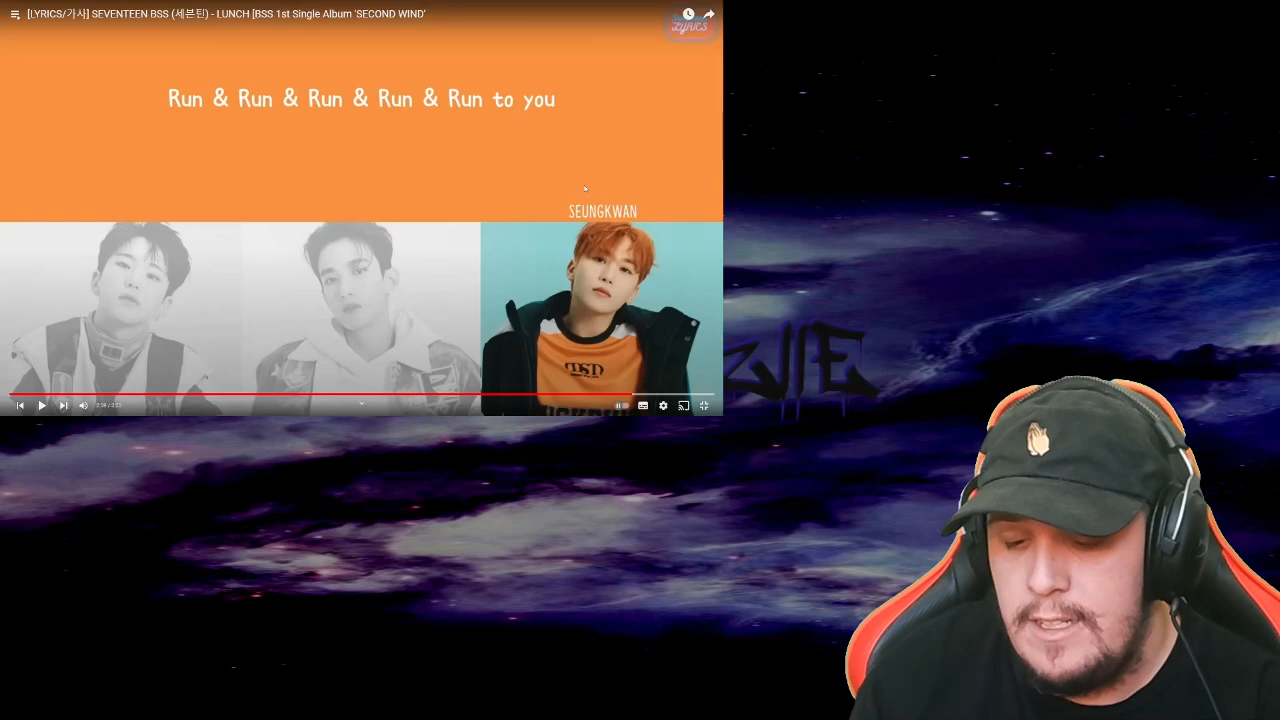 [LYRICS/가사] SEVENTEEN BSS (세븐틴) - LUNCH [BSS 1st Single Album 'SECOND WIND'
LYRICS
Run & Run & Run & Run & Run to you
SEUNGKWAN